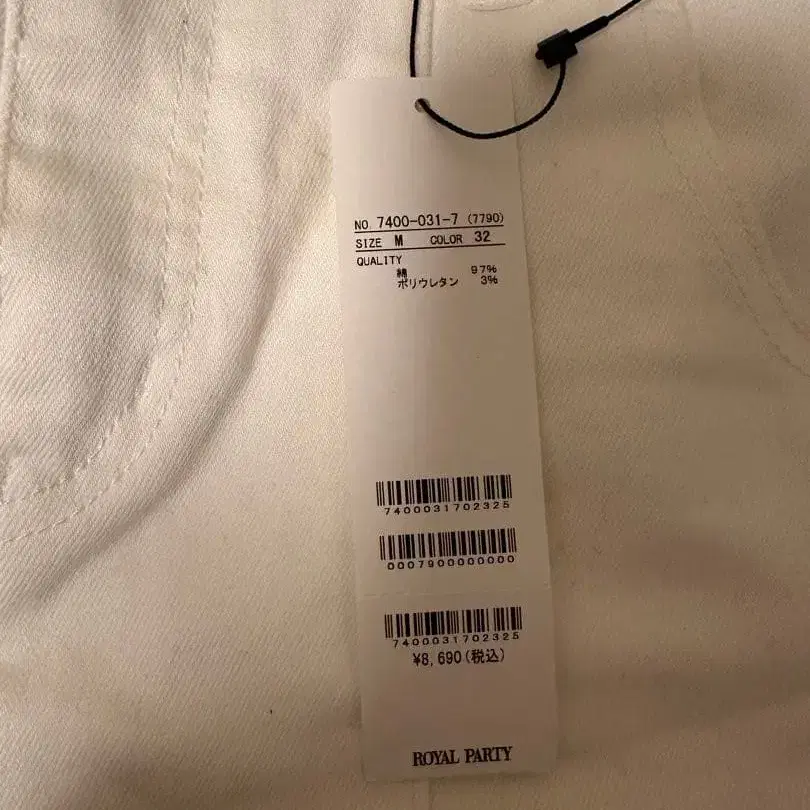 NO. 7400-031-7 (7790)
SIZE M COLOR 32
QUALITY
綿 97%
ポリウレタン 3%
7400031702325
0007900000000
7400031702325
¥8,690(税込)
ROYAL PARTY